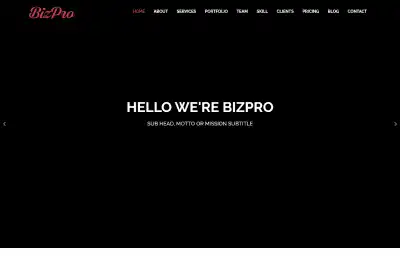 BizPro
HOME ABOUT SERVICES PORTFOLIO TEAM SKILL CLIENTS PRICING BLOG CONTACT
HELLO WE'RE BIZPRO
SUB HEAD, MOTTO OR MISSION SUBTITLE